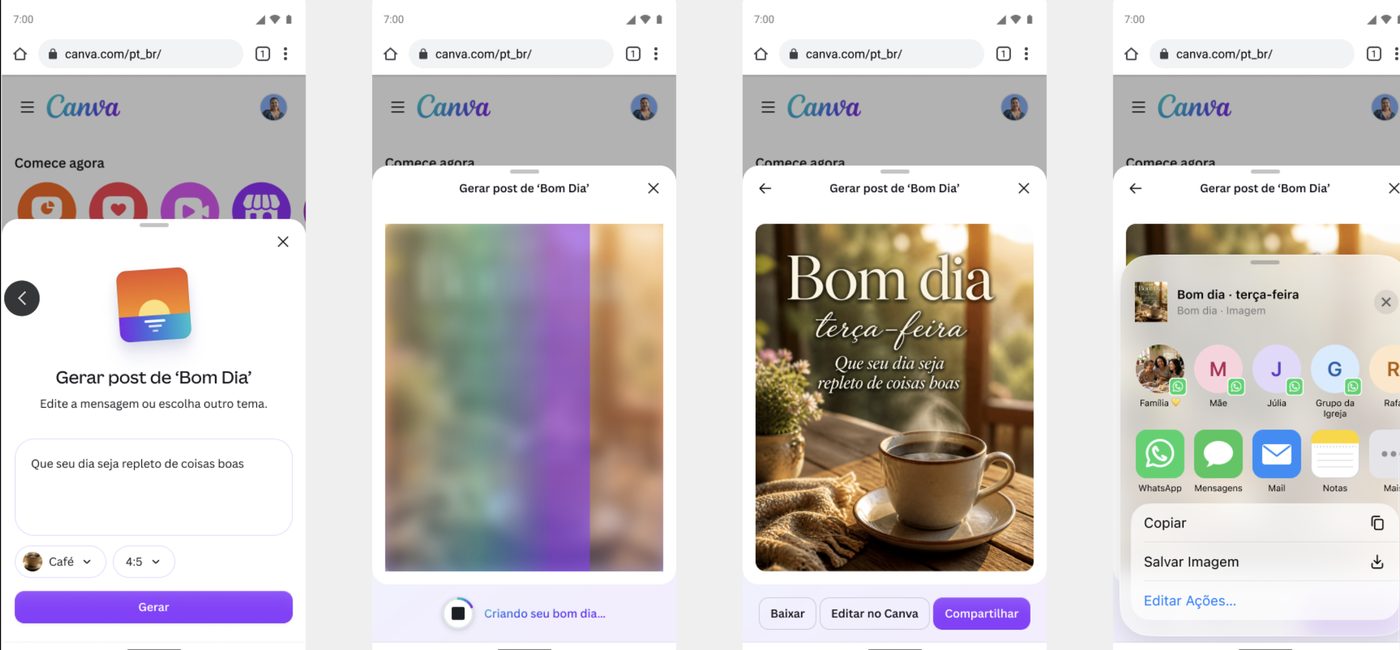 7:00
canva.com/pt_br/
1
Canva
Comece agora
Gerar post de ‘Bom Dia’
Edite a mensagem ou escolha outro tema.
Que seu dia seja repleto de coisas boas
Café
4:5
Gerar
7:00
canva.com/pt_br/
1
Canva
Comece agora
Gerar post de ‘Bom Dia’
Criando seu bom dia...
7:00
canva.com/pt_br/
1
Canva
Comece agora
Gerar post de ‘Bom Dia’
Bom dia
terça-feira
Que seu dia seja
repleto de coisas boas
Baixar
Editar no Canva
Compartilhar
7:00
canva.com/pt_br/
1
Canva
Comece agora
Gerar post de ‘Bom Dia’
Bom dia · terça-feira
Bom dia · Imagem
M
J
G
R
Família
Mãe
Júlia
Grupo da
Igreja
WhatsApp
Mensagens
Mail
Notas
Copiar
Salvar Imagem
Editar Ações...